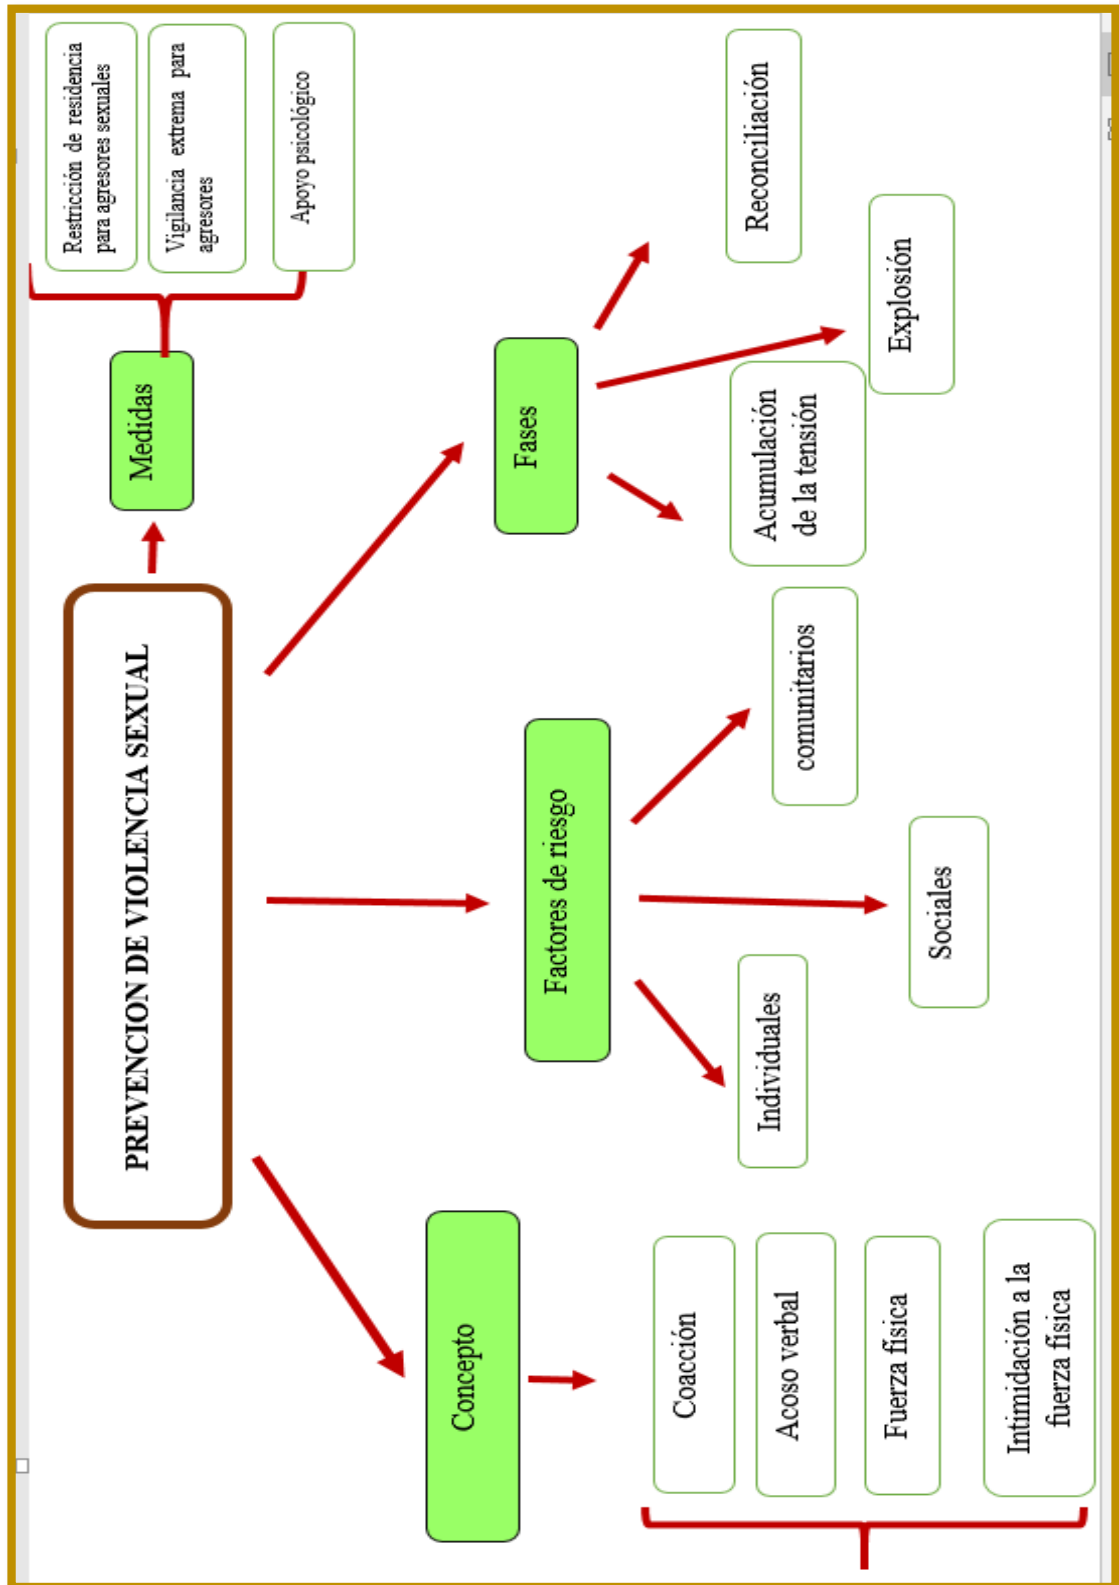 PREVENCION DE VIOLENCIA SEXUAL
Concepto
Coacción
Acoso verbal
Fuerza física
Intimidación a la
fuerza física
Factores de riesgo
Individuales
Sociales
comunitarios
Fases
Acumulación
de la tensión
Explosión
Reconciliación
Medidas
Restricción de residencia
para agresores sexuales
Vigilancia extrema para
agresores
Apoyo psicológico